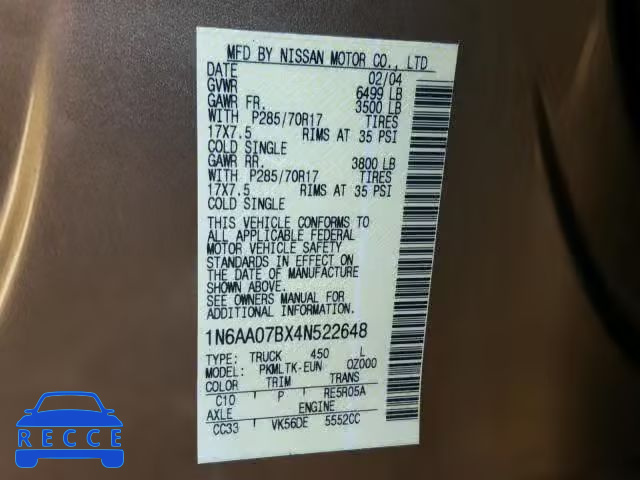 MFD BY NISSAN MOTOR CO., LTD
DATE 02/04
GVWR 6499 LB
GAWR FR. 3500 LB
WITH P285/70R17 TIRES
17X7.5 RIMS AT 35 PSI
COLD SINGLE
GAWR RR. 3800 LB
WITH P285/70R17 TIRES
17X7.5 RIMS AT 35 PSI
COLD SINGLE
THIS VEHICLE CONFORMS TO
ALL APPLICABLE FEDERAL
MOTOR VEHICLE SAFETY
STANDARDS IN EFFECT ON
THE DATE OF MANUFACTURE
SHOWN ABOVE.
SEE OWNERS MANUAL FOR
ADDITIONAL INFORMATION.
1N6AA07BX4N522648
TYPE: TRUCK 450 L
MODEL: PKMLTK-EUN OZ000
COLOR TRIM TRANS
C10 P RE5R05A
AXLE ENGINE
CC33 VK56DE 5552CC
RECCE